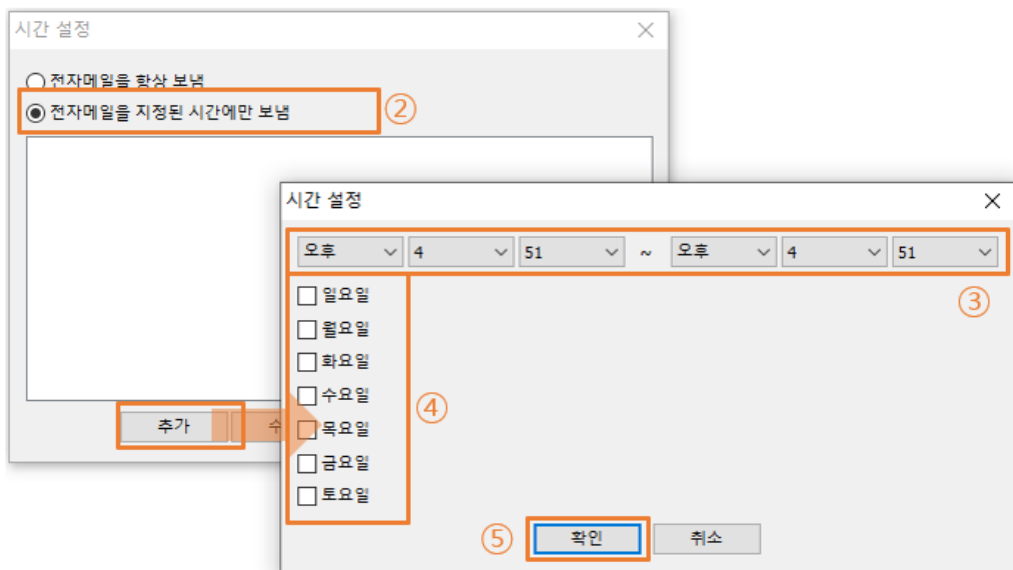 시간 설정
전자메일을 항상 보냄
전자메일을 지정된 시간에만 보냄 ②
시간 설정
오후 4 51 ~ 오후 4 51
③
일요일
월요일
화요일
수요일
④
목요일
금요일
토요일
추가 수
⑤ 확인 취소